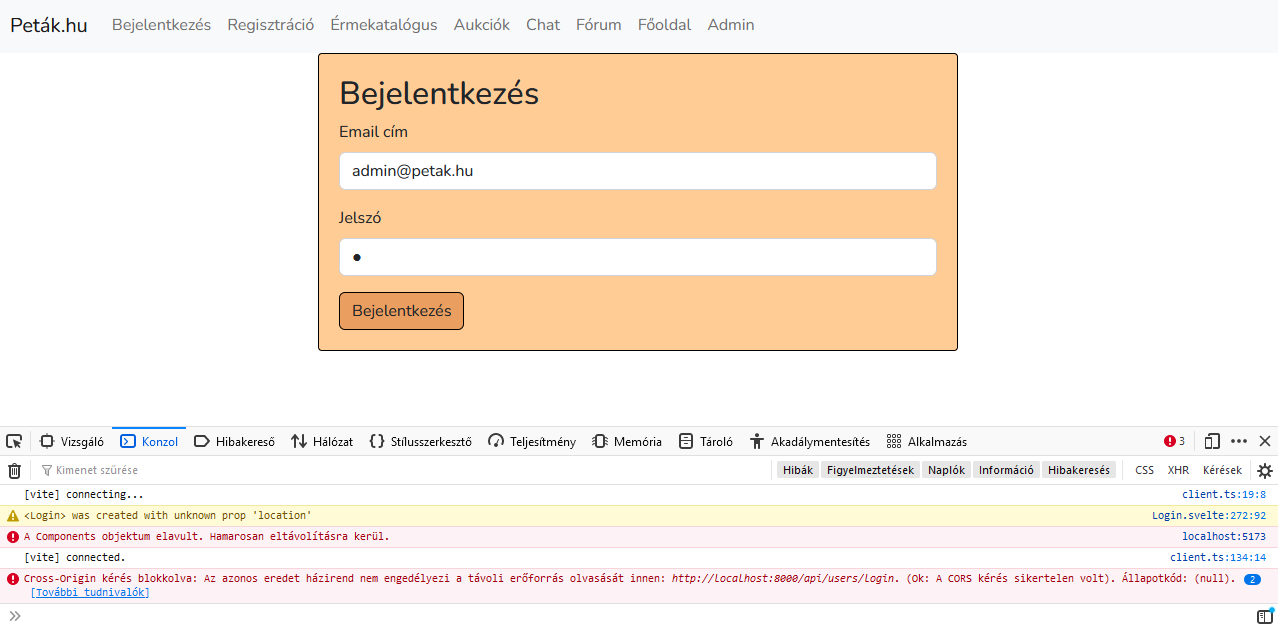 Peták.hu Bejelentkezés Regisztráció Érmekatalógus Aukciók Chat Fórum Főoldal Admin
Bejelentkezés
Email cím
admin@petak.hu
Jelszó
●
Bejelentkezés
Vizsgáló Konzol Hibakereső Hálózat Stílusszerkesztő Teljesítmény Memória Tároló Akadálymentesítés Alkalmazás 3
Kimenet szűrése Hibák Figyelmeztetések Naplók Információ Hibakeresés CSS XHR Kérések
[vite] connecting... client.ts:19:8
<Login> was created with unknown prop 'location' Login.svelte:272:92
A Components objektum elavult. Hamarosan eltávolításra kerül. localhost:5173
[vite] connected. client.ts:134:14
Cross-Origin kérés blokkolva: Az azonos eredet házirend nem engedélyezi a távoli erőforrás olvasását innen: http://localhost:8000/api/users/login. (Ok: A CORS kérés sikertelen volt). Állapotkód: (null). 2
[További tudnivalók]